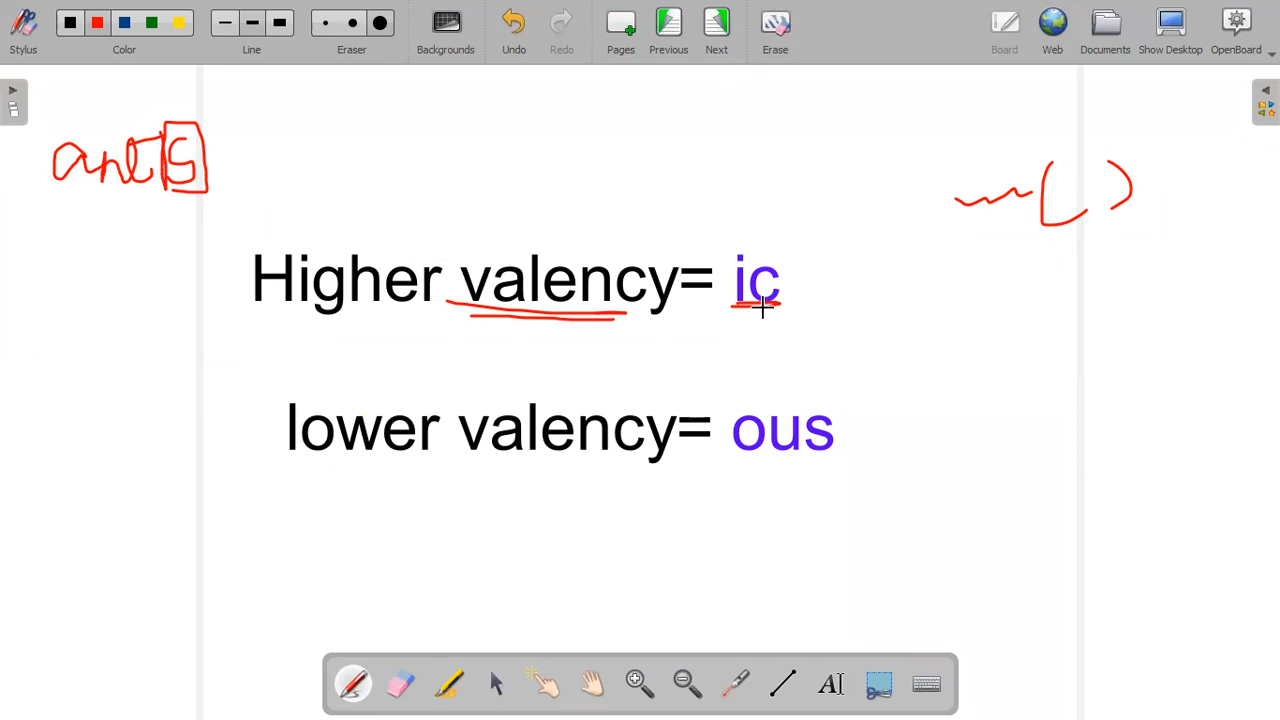 Stylus Color Line Eraser Backgrounds Undo Redo Pages Previous Next Erase Board Web Documents Show Desktop OpenBoard
ants
Higher valency= ic
lower valency= ous